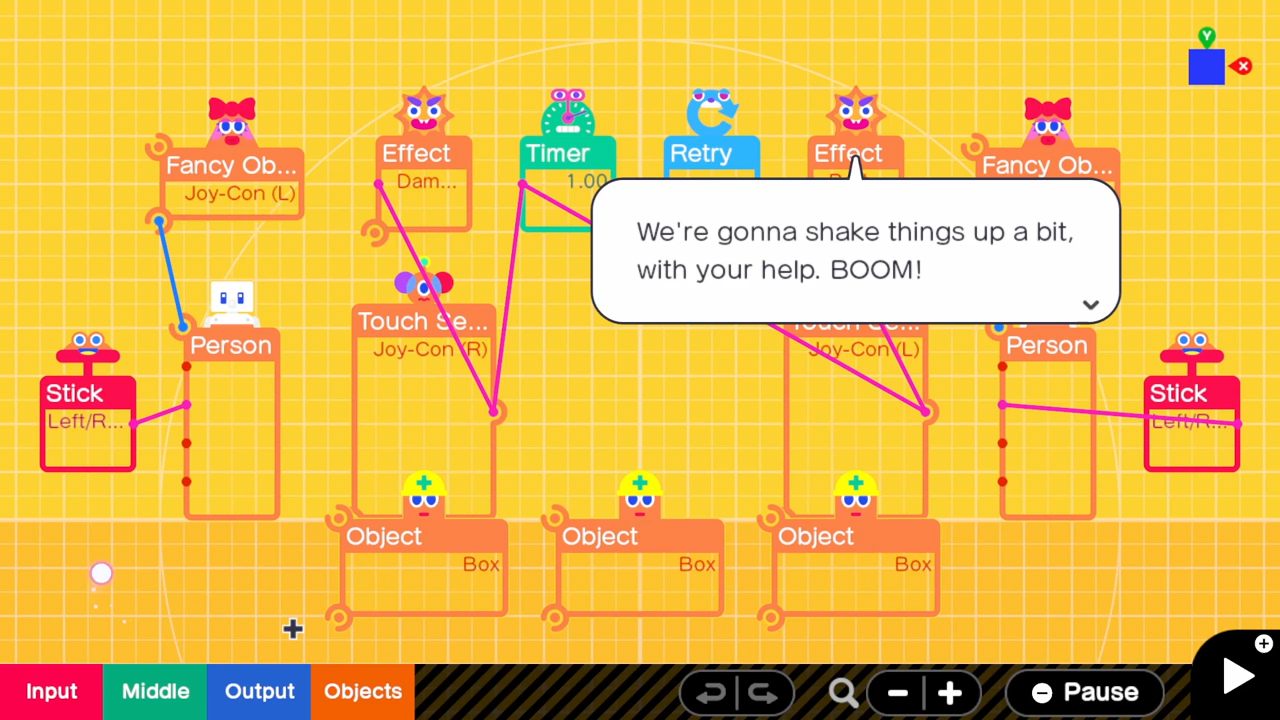 Y
Fancy Ob...
Joy-Con (L)
Effect
Dam...
Timer
1.00
Retry
Effect
Fancy Ob...
We're gonna shake things up a bit,
with your help. BOOM!
Stick
Left/R...
Person
Touch Se...
Joy-Con (R)
Joy-Con (L)
Person
Stick
Left/R...
Object
Box
Object
Box
Object
Box
Input
Middle
Output
Objects
Pause